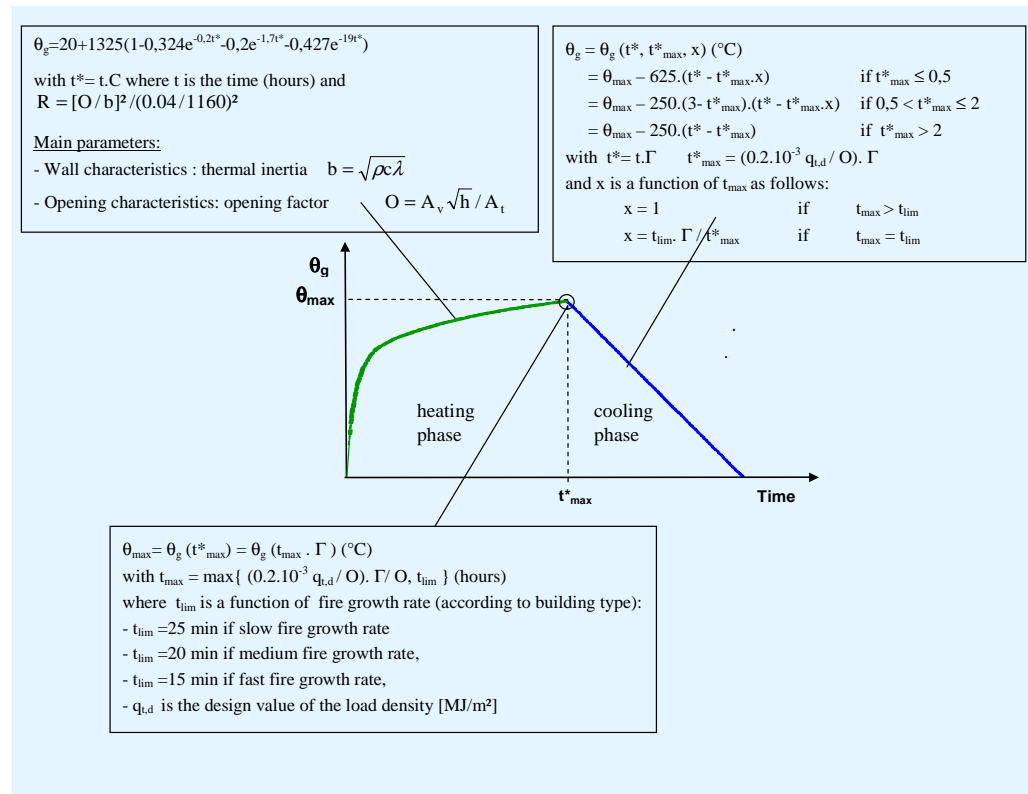 θg=20+1325(1-0,324e-0,2t*-0,2e-1,7t*-0,427e-19t*)
with t*= t.C where t is the time (hours) and
R = [O/b]²/(0.04/1160)²
Main parameters:
- Wall characteristics : thermal inertia b = √ρcλ
- Opening characteristics: opening factor O = Av√h / At
θg = θg (t*, t*max, x) (°C)
= θmax – 625.(t* - t*max.x) if t*max ≤ 0,5
= θmax – 250.(3- t*max).(t* - t*max.x) if 0,5 < t*max ≤ 2
= θmax – 250.(t* - t*max) if t*max > 2
with t*= t.Γ t*max = (0.2.10-3 qt,d / O). Γ
and x is a function of tmax as follows:
x = 1 if tmax > tlim
x = tlim. Γ / t*max if tmax = tlim
θg
θmax
heating
phase
cooling
phase
t*max
Time
θmax= θg (t*max) = θg (tmax . Γ ) (°C)
with tmax = max{ (0.2.10-3 qt,d / O). Γ/ O, tlim } (hours)
where tlim is a function of fire growth rate (according to building type):
- tlim =25 min if slow fire growth rate
- tlim =20 min if medium fire growth rate,
- tlim =15 min if fast fire growth rate,
- qt,d is the design value of the load density [MJ/m²]